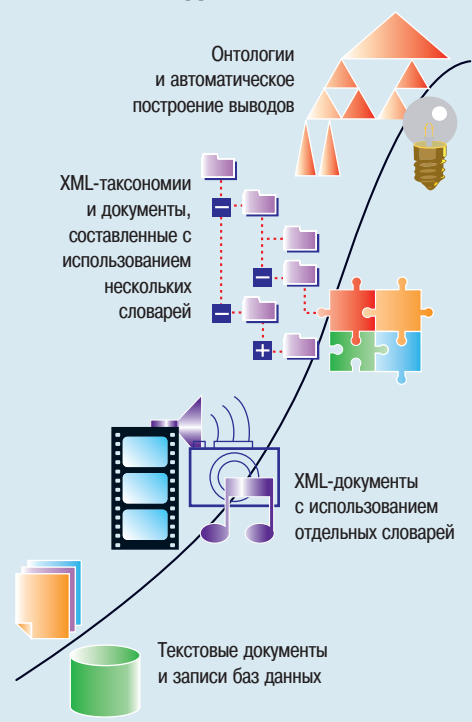 Онтологии
и автоматическое
построение выводов
XML-таксономии
и документы,
составленные с
использованием
нескольких
словарей
XML-документы
с использованием
отдельных словарей
Текстовые документы
и записи баз данных